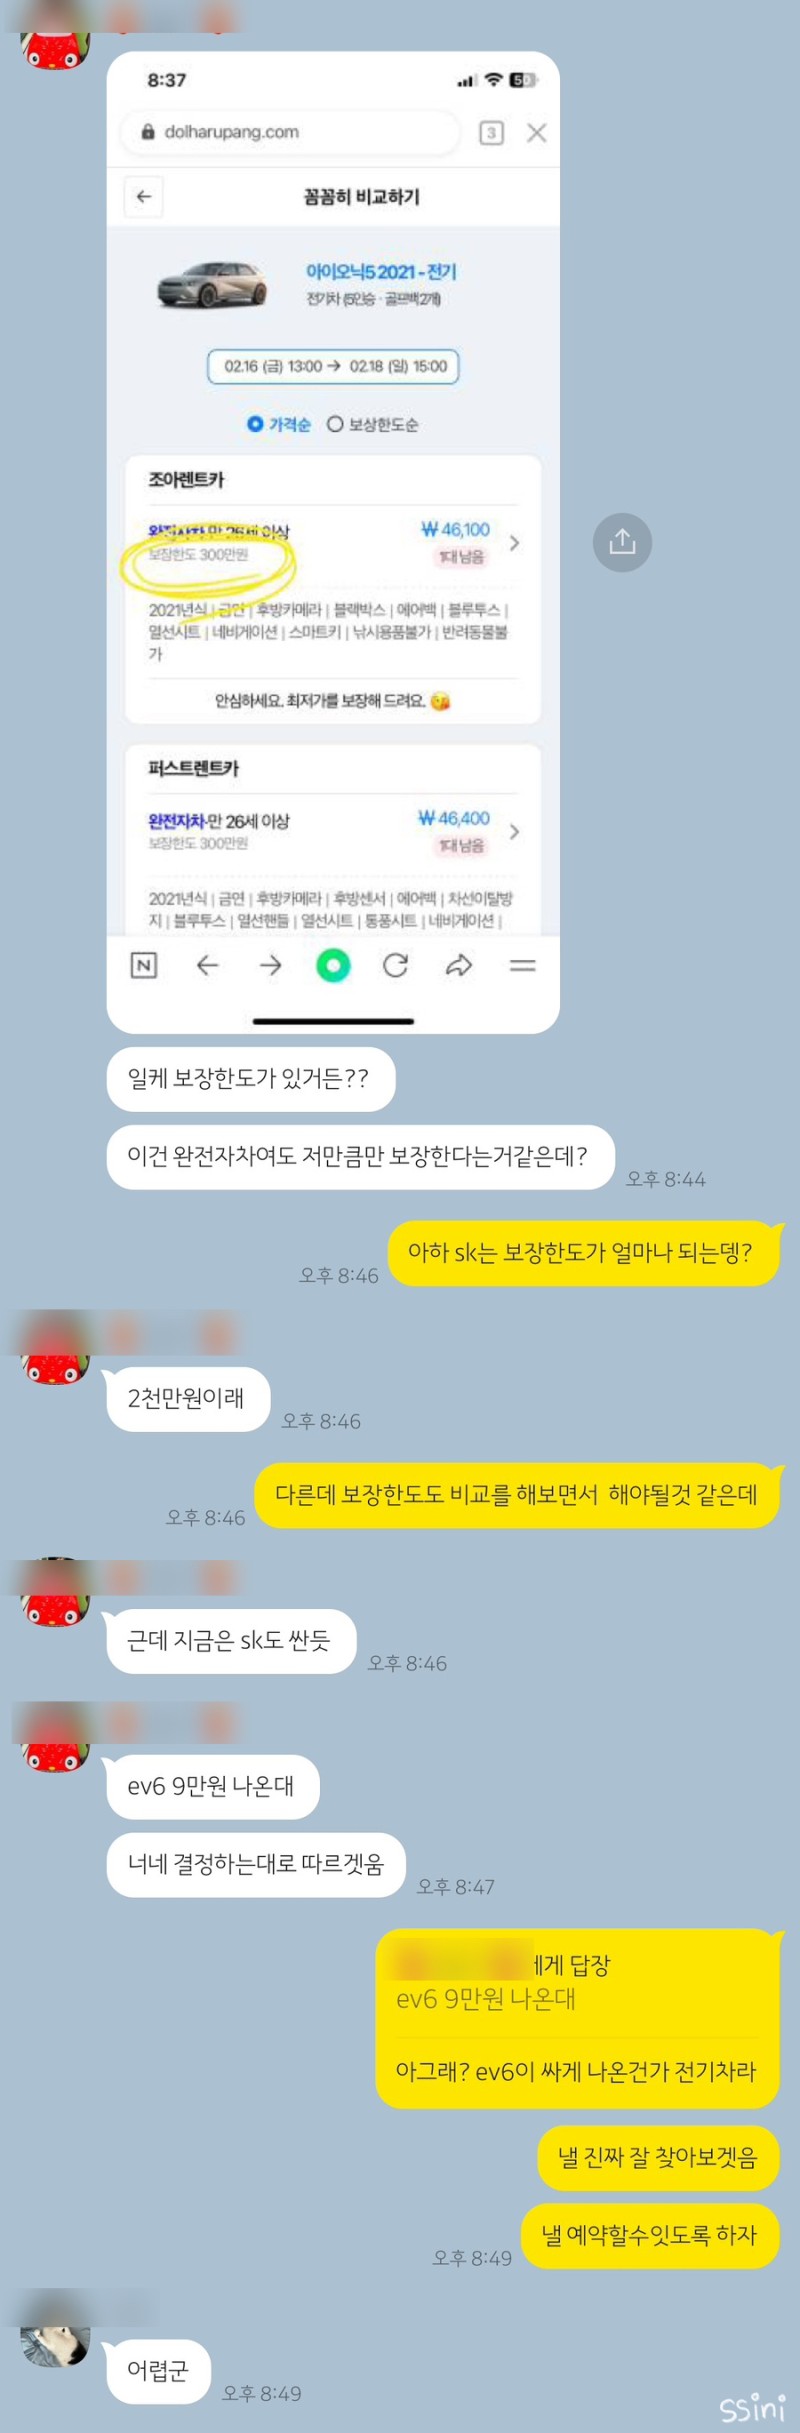 8:37
50
dolharupang.com
3
꼼꼼히 비교하기
아이오닉5 2021 - 전기
전기차 (5인승 · 골프백2개)
02.16 (금) 13:00 → 02.18 (일) 15:00
가격순 보상한도순
조아렌트카
완전자차·만 26세 이상
₩ 46,100
보장한도 300만원
1대 남음
2021년식 | 금연 | 후방카메라 | 블랙박스 | 에어백 | 블루투스 |
열선시트 | 네비게이션 | 스마트키 | 낚시용품불가 | 반려동물불
가
안심하세요. 최저가를 보장해 드려요. 😘
퍼스트렌트카
완전자차·만 26세 이상
₩ 46,400
보장한도 300만원
1대 남음
2021년식 | 금연 | 후방카메라 | 후방센서 | 에어백 | 차선이탈방
지 | 블루투스 | 열선핸들 | 열선시트 | 통풍시트 | 네비게이션 |
N
일케 보장한도가 있거든??
이건 완전자차여도 저만큼만 보장한다는거같은데?
오후 8:44
아하 sk는 보장한도가 얼마나 되는뎅?
오후 8:46
2천만원이래
오후 8:46
다른데 보장한도도 비교를 해보면서 해야될것 같은데
오후 8:46
근데 지금은 sk도 싼듯
오후 8:46
ev6 9만원 나온대
너네 결정하는대로 따르겟움
오후 8:47
에게 답장
ev6 9만원 나온대
아그래? ev6이 싸게 나온건가 전기차라
낼 진짜 잘 찾아보겟음
낼 예약할수잇도록 하자
오후 8:49
어렵군
오후 8:49
ssini